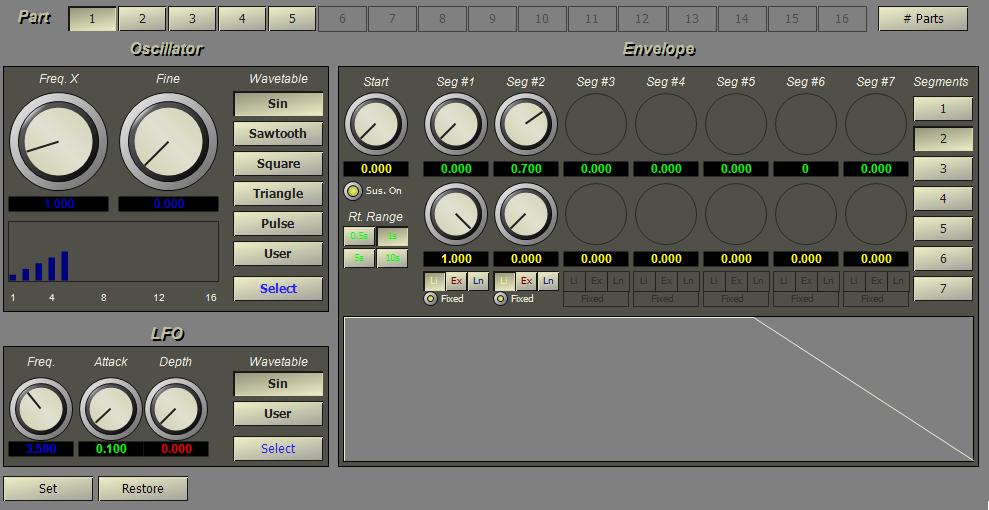 Part 1 2 3 4 5 6 7 8 9 10 11 12 13 14 15 16 # Parts
Oscillator
Freq. X Fine Wavetable
Sin
Sawtooth
Square
Triangle
Pulse
User
Select
1.000 0.000
1 4 8 12 16
LFO
Freq. Attack Depth Wavetable
Sin
User
Select
3.500 0.100 0.000
Set Restore
Envelope
Start Seg #1 Seg #2 Seg #3 Seg #4 Seg #5 Seg #6 Seg #7 Segments
0.000 0.000 0.700 0.000 0.000 0.000 0 0.000
Sus. On
Rt. Range
0.5s 1s
5s 10s
1.000 0.000 0.000 0.000 0.000 0.000 0.000
Li Ex Ln Li Ex Ln Li Ex Ln Li Ex Ln Li Ex Ln Li Ex Ln Li Ex Ln
Fixed Fixed Fixed Fixed Fixed Fixed Fixed
1
2
3
4
5
6
7